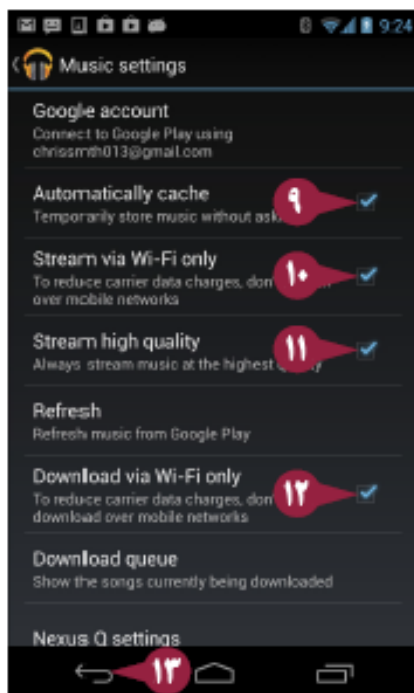 9:24
Music settings
Google account
Connect to Google Play using
chrissmth013@gmail.com
Automatically cache
٩
Temporarily store music without
Stream via Wi-Fi only
١٠
To reduce carrier data charges,
over mobile networks
Stream high quality
١١
Always stream music at the highest
Refresh
Refresh music from Google Play
Download via Wi-Fi only
١٢
To reduce carrier data charges,
download over mobile networks
Download queue
Show the songs currently being downloaded
Nexus Q settings
١٣